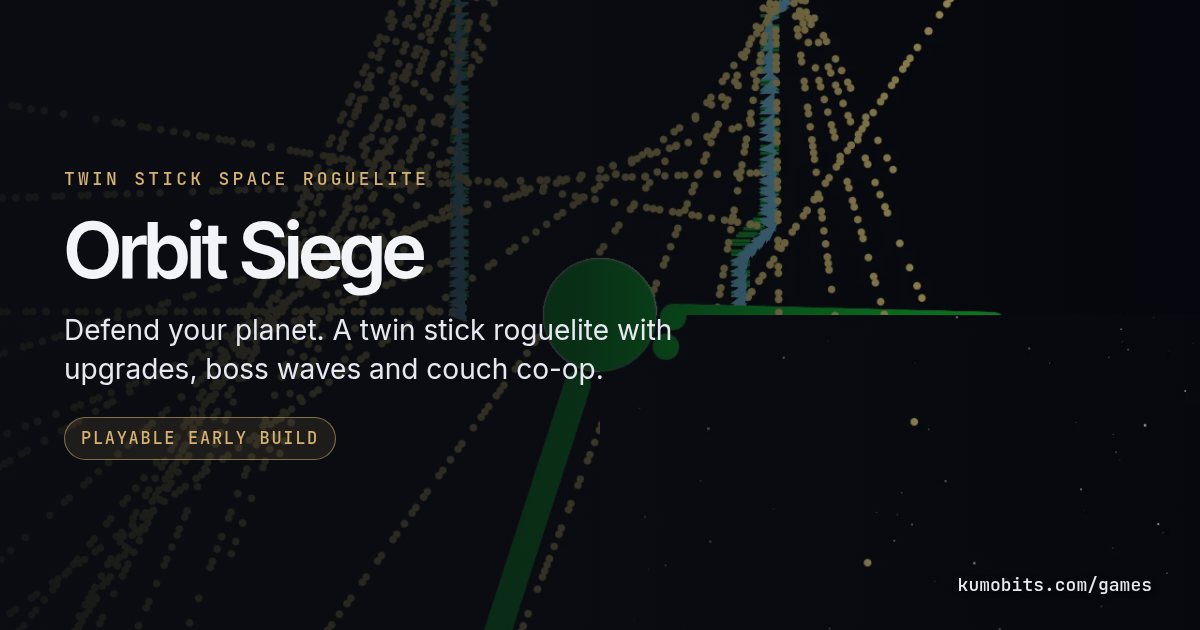 TWIN STICK SPACE ROGUELITE
Orbit Siege
Defend your planet. A twin stick roguelite with
upgrades, boss waves and couch co-op.
PLAYABLE EARLY BUILD
kumobits.com/games